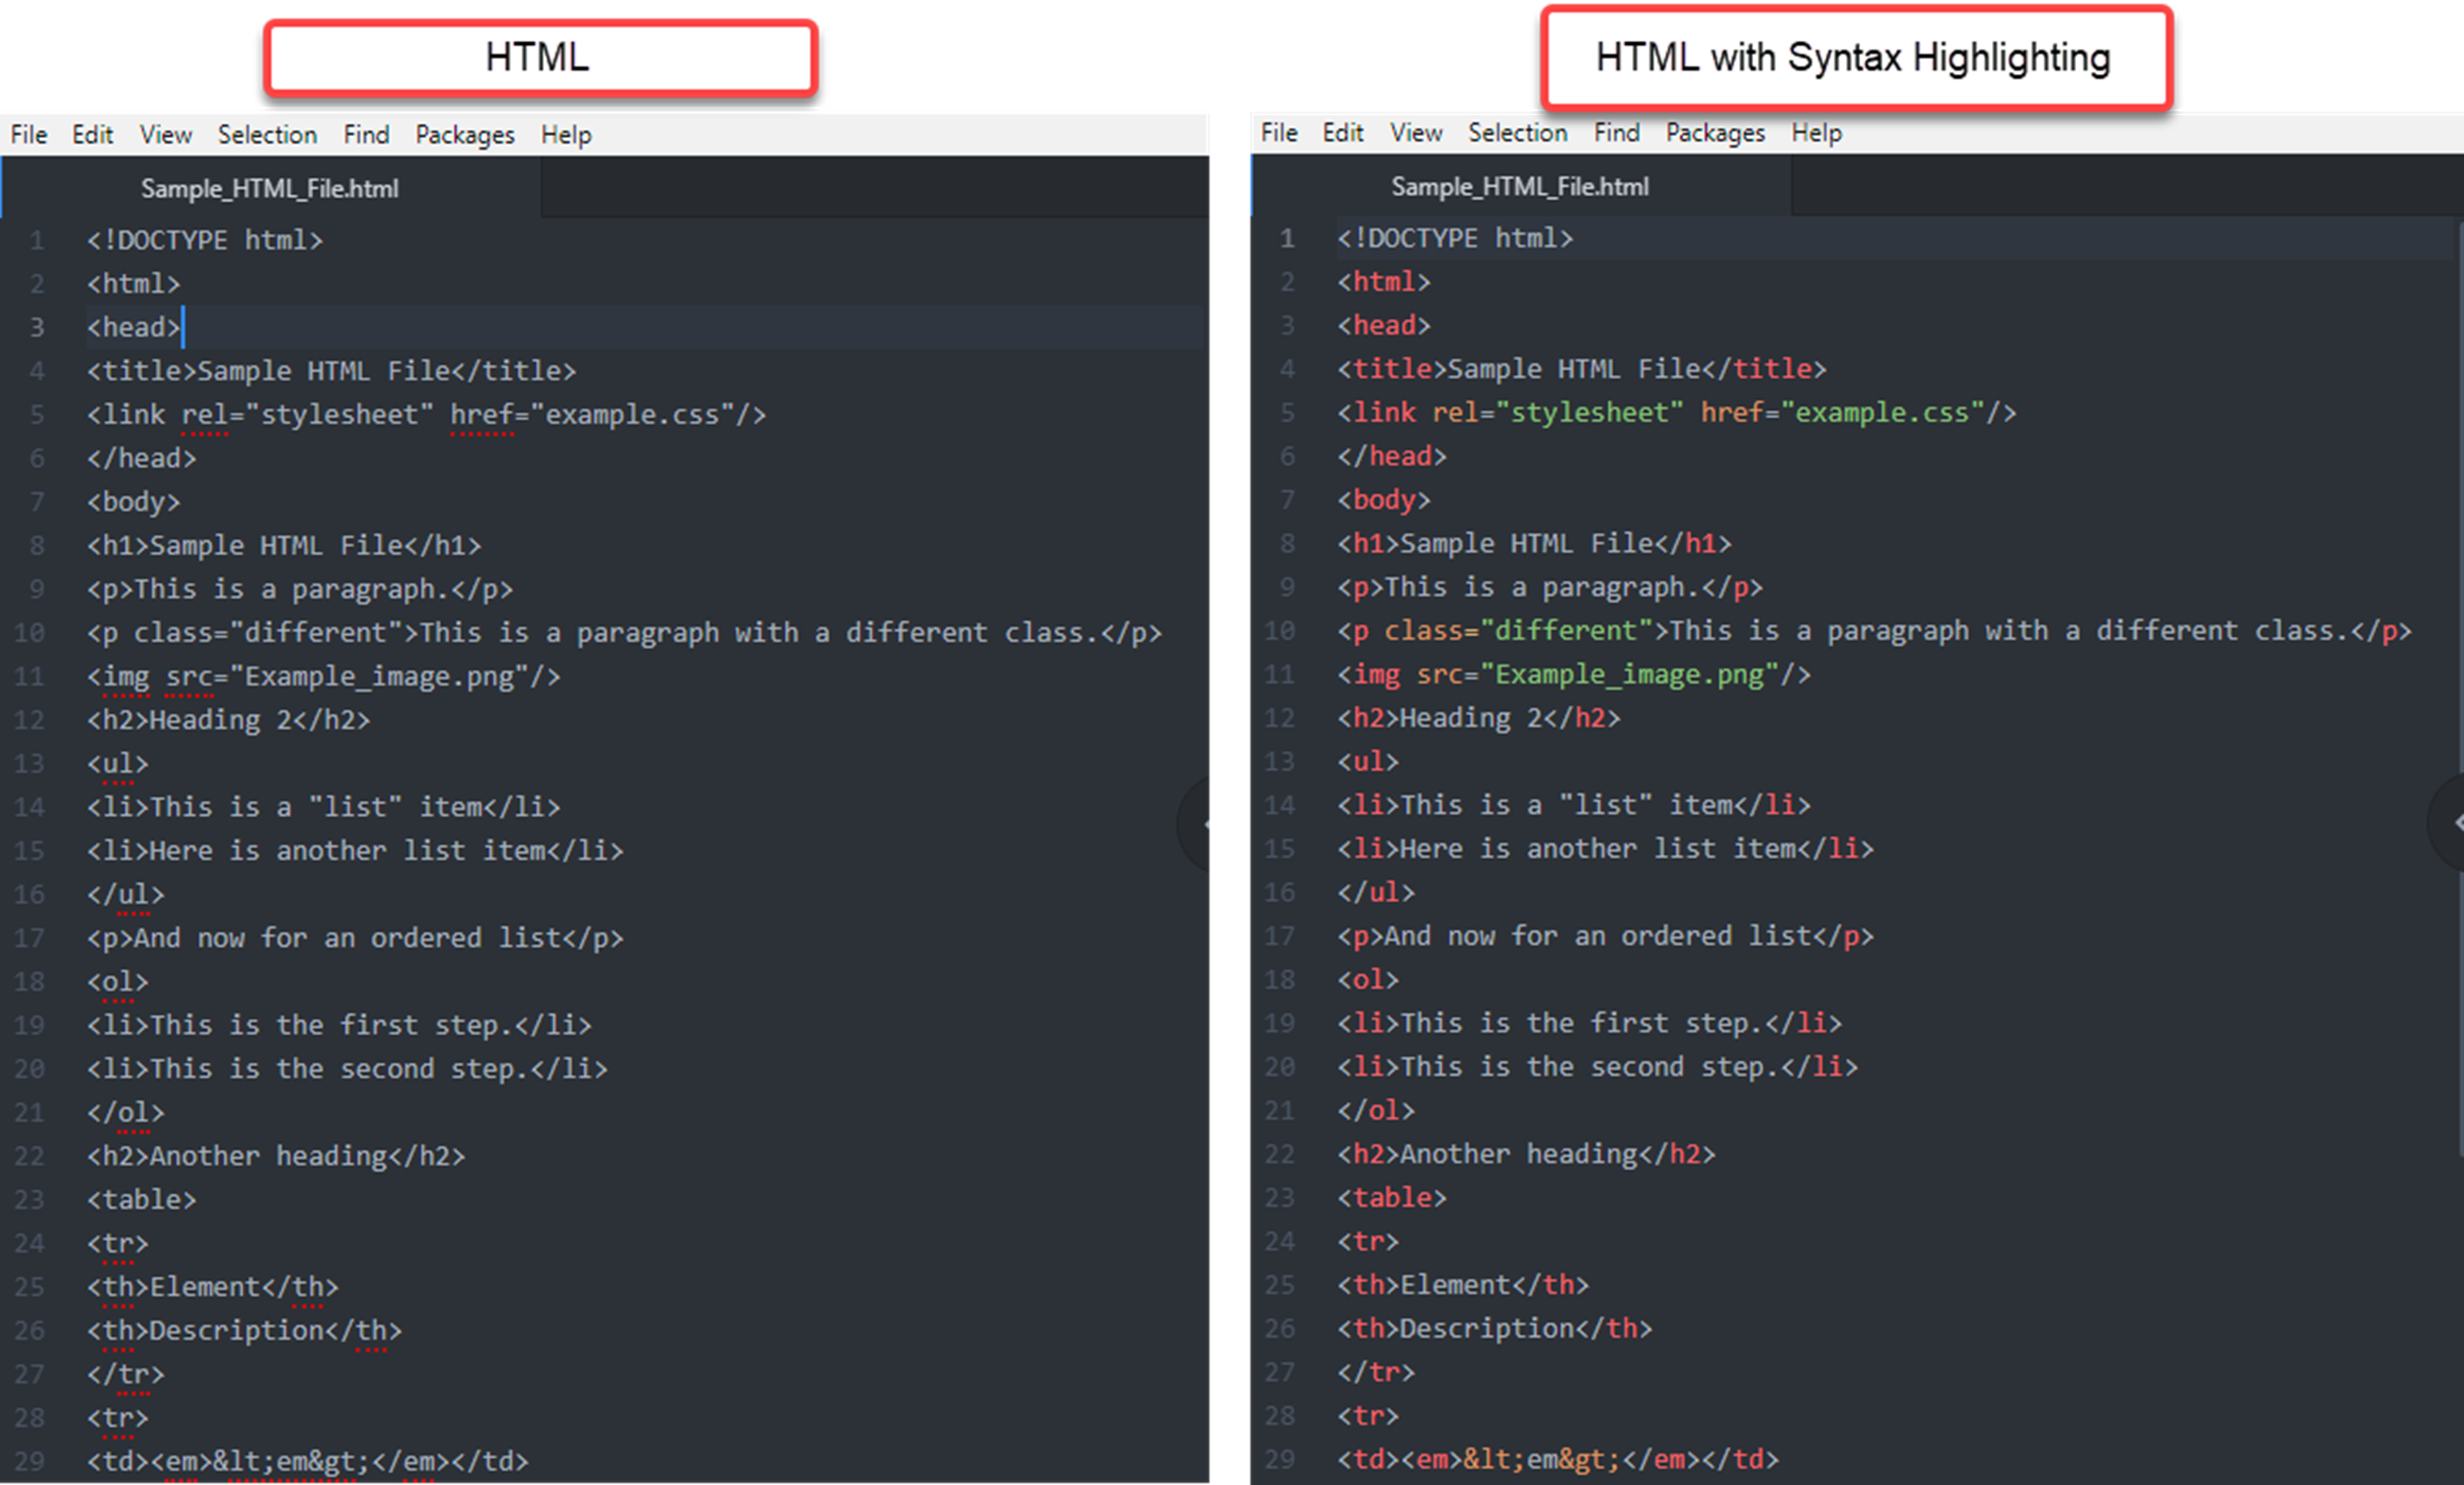 HTML
File Edit View Selection Find Packages Help
Sample_HTML_File.html
1 <!DOCTYPE html>
2 <html>
3 <head>
4 <title>Sample HTML File</title>
5 <link rel="stylesheet" href="example.css"/>
6 </head>
7 <body>
8 <h1>Sample HTML File</h1>
9 <p>This is a paragraph.</p>
10 <p class="different">This is a paragraph with a different class.</p>
11 <img src="Example_image.png"/>
12 <h2>Heading 2</h2>
13 <ul>
14 <li>This is a "list" item</li>
15 <li>Here is another list item</li>
16 </ul>
17 <p>And now for an ordered list</p>
18 <ol>
19 <li>This is the first step.</li>
20 <li>This is the second step.</li>
21 </ol>
22 <h2>Another heading</h2>
23 <table>
24 <tr>
25 <th>Element</th>
26 <th>Description</th>
27 </tr>
28 <tr>
29 <td><em>&lt;em&gt;</em></td>
HTML with Syntax Highlighting
File Edit View Selection Find Packages Help
Sample_HTML_File.html
1 <!DOCTYPE html>
2 <html>
3 <head>
4 <title>Sample HTML File</title>
5 <link rel="stylesheet" href="example.css"/>
6 </head>
7 <body>
8 <h1>Sample HTML File</h1>
9 <p>This is a paragraph.</p>
10 <p class="different">This is a paragraph with a different class.</p>
11 <img src="Example_image.png"/>
12 <h2>Heading 2</h2>
13 <ul>
14 <li>This is a "list" item</li>
15 <li>Here is another list item</li>
16 </ul>
17 <p>And now for an ordered list</p>
18 <ol>
19 <li>This is the first step.</li>
20 <li>This is the second step.</li>
21 </ol>
22 <h2>Another heading</h2>
23 <table>
24 <tr>
25 <th>Element</th>
26 <th>Description</th>
27 </tr>
28 <tr>
29 <td><em>&lt;em&gt;</em></td>